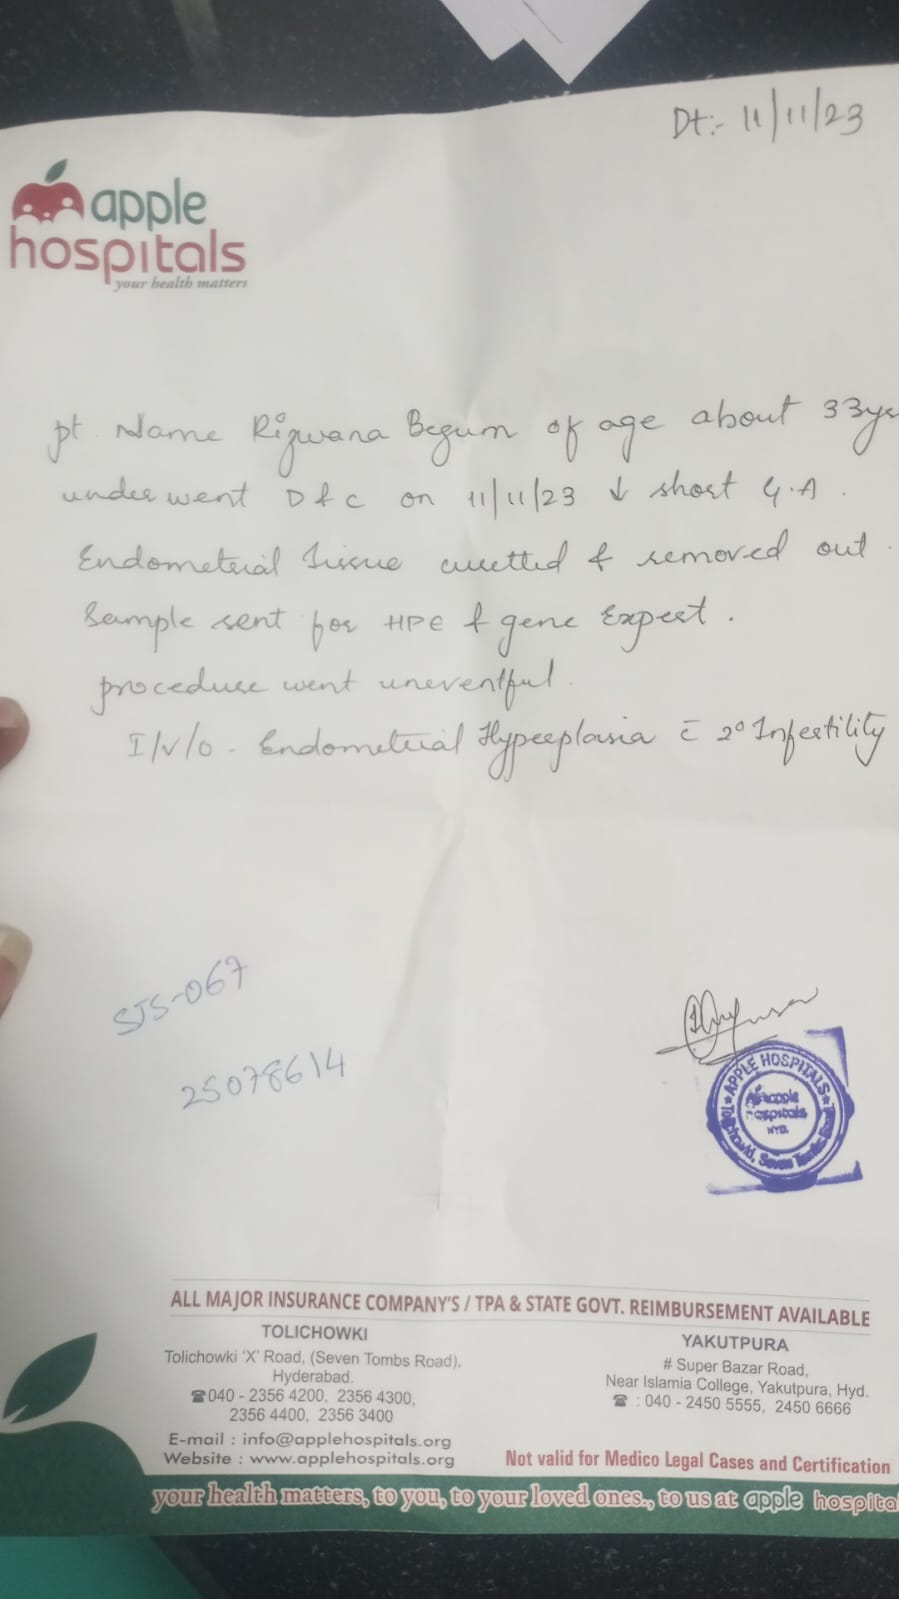 Dt:- 11/11/23
apple
hospitals
your health matters
pt. Name Rizwana Begum of age about 33yrs
underwent D & C on 11/11/23 ↓ short G.A.
Endometrial Tissue curetted & removed out.
Sample sent for HPE & gene Expert.
procedure went uneventful.
I/v/o - Endometrial Hyperplasia c̄ 2° Infertility
SJS-067
25078614
APPLE HOSPITALS
apple
hospitals
HYD.
Tolichowki, Seven Tombs Road
ALL MAJOR INSURANCE COMPANY'S / TPA & STATE GOVT. REIMBURSEMENT AVAILABLE
TOLICHOWKI
Tolichowki 'X' Road, (Seven Tombs Road),
Hyderabad.
☎040 - 2356 4200, 2356 4300,
2356 4400, 2356 3400
E-mail : info@applehospitals.org
Website : www.applehospitals.org
YAKUTPURA
# Super Bazar Road,
Near Islamia College, Yakutpura, Hyd.
☎ : 040 - 2450 5555, 2450 6666
Not valid for Medico Legal Cases and Certification
your health matters, to you, to your loved ones., to us at apple hospita